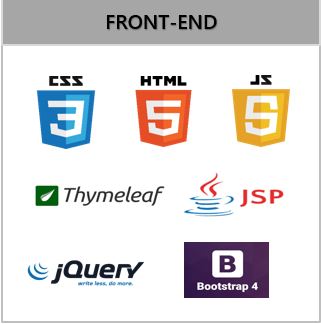 FRONT-END
CSS HTML JS
3 5 5
Thymeleaf JSP
jQuery
write less, do more.
B
Bootstrap 4